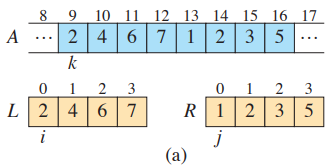 8 9 10 11 12 13 14 15 16 17
A ... 2 4 6 7 1 2 3 5 ...
k
0 1 2 3 0 1 2 3
L 2 4 6 7 R 1 2 3 5
i j
(a)